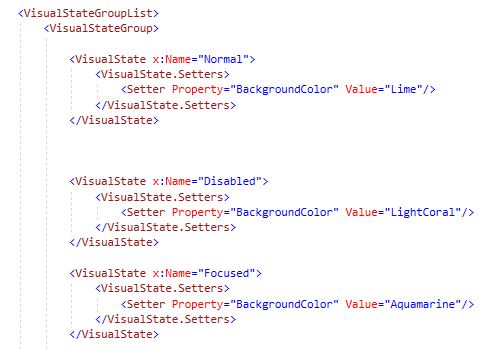 <VisualStateGroupList>
<VisualStateGroup>
<VisualState x:Name="Normal">
<VisualState.Setters>
<Setter Property="BackgroundColor" Value="Lime"/>
</VisualState.Setters>
</VisualState>
<VisualState x:Name="Disabled">
<VisualState.Setters>
<Setter Property="BackgroundColor" Value="LightCoral"/>
</VisualState.Setters>
</VisualState>
<VisualState x:Name="Focused">
<VisualState.Setters>
<Setter Property="BackgroundColor" Value="Aquamarine"/>
</VisualState.Setters>
</VisualState>